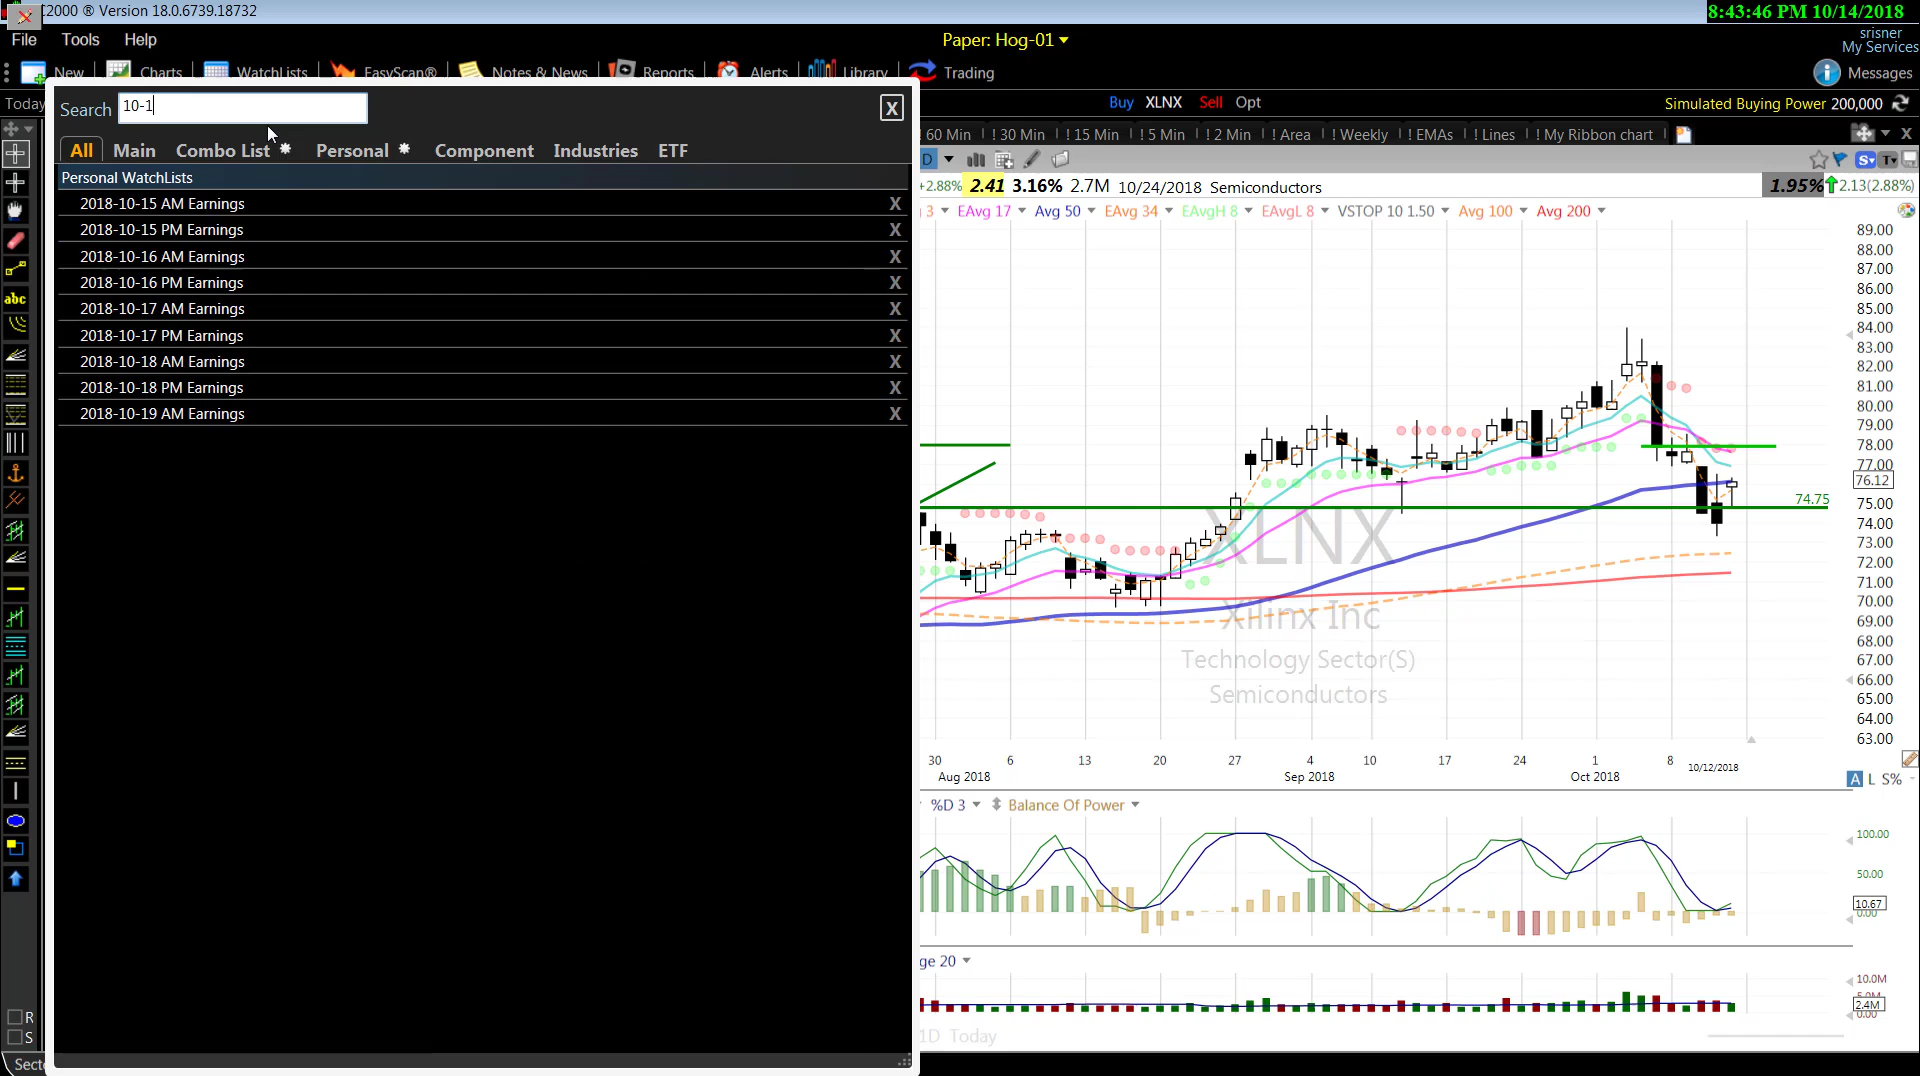 2000 ® Version 18.0.6739.18732
8:43:46 PM 10/14/2018
File Tools Help
Paper: Hog-01
srisner
My Services
New Charts WatchLists EasyScan® Notes & News Reports Alerts Library Trading
Messages
Today
Buy XLNX Sell Opt
Simulated Buying Power 200,000
Search 10-1
X
! 60 Min ! 30 Min ! 15 Min ! 5 Min ! 2 Min ! Area ! Weekly ! EMAs ! Lines ! My Ribbon chart
X
All Main Combo List Personal Component Industries ETF
D
S
T
Personal WatchLists
+2.88% 2.41 3.16% 2.7M 10/24/2018 Semiconductors
1.95% 2.13(2.88%)
2018-10-15 AM Earnings X
2018-10-15 PM Earnings X
2018-10-16 AM Earnings X
2018-10-16 PM Earnings X
2018-10-17 AM Earnings X
2018-10-17 PM Earnings X
2018-10-18 AM Earnings X
2018-10-18 PM Earnings X
2018-10-19 AM Earnings X
3 EAvg 17 Avg 50 EAvg 34 EAvgH 8 EAvgL 8 VSTOP 10 1.50 Avg 100 Avg 200
abc
89.00
88.00
87.00
86.00
85.00
84.00
83.00
82.00
81.00
80.00
79.00
78.00
77.00
76.12
75.00
74.00
73.00
72.00
71.00
70.00
69.00
68.00
67.00
66.00
65.00
64.00
63.00
74.75
XLNX
Xilinx Inc
Technology Sector(S)
Semiconductors
30 6 13 20 27 4 10 17 24 1 8 10/12/2018
Aug 2018 Sep 2018 Oct 2018
A L S%
%D 3 Balance Of Power
100.00
50.00
10.67
0.00
ge 20
10.0M
5.0M
2.4M
0.00
1D Today
R
S
Secto